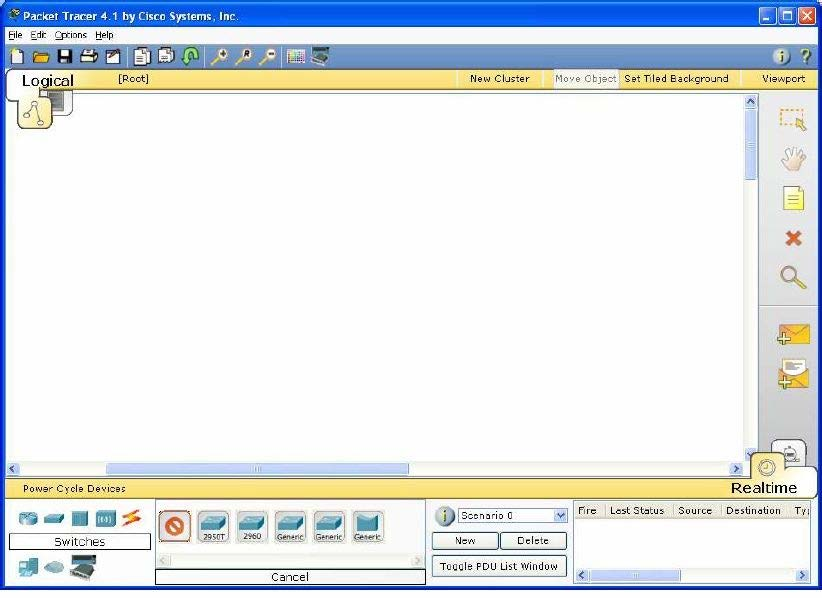 Packet Tracer 4.1 by Cisco Systems, Inc.
File Edit Options Help
Logical [Root] New Cluster Move Object Set Tiled Background Viewport
Power Cycle Devices
Realtime
Switches
2950T 2960 Generic Generic Generic
Cancel
Scenario 0
New Delete
Toggle PDU List Window
Fire Last Status Source Destination Ty